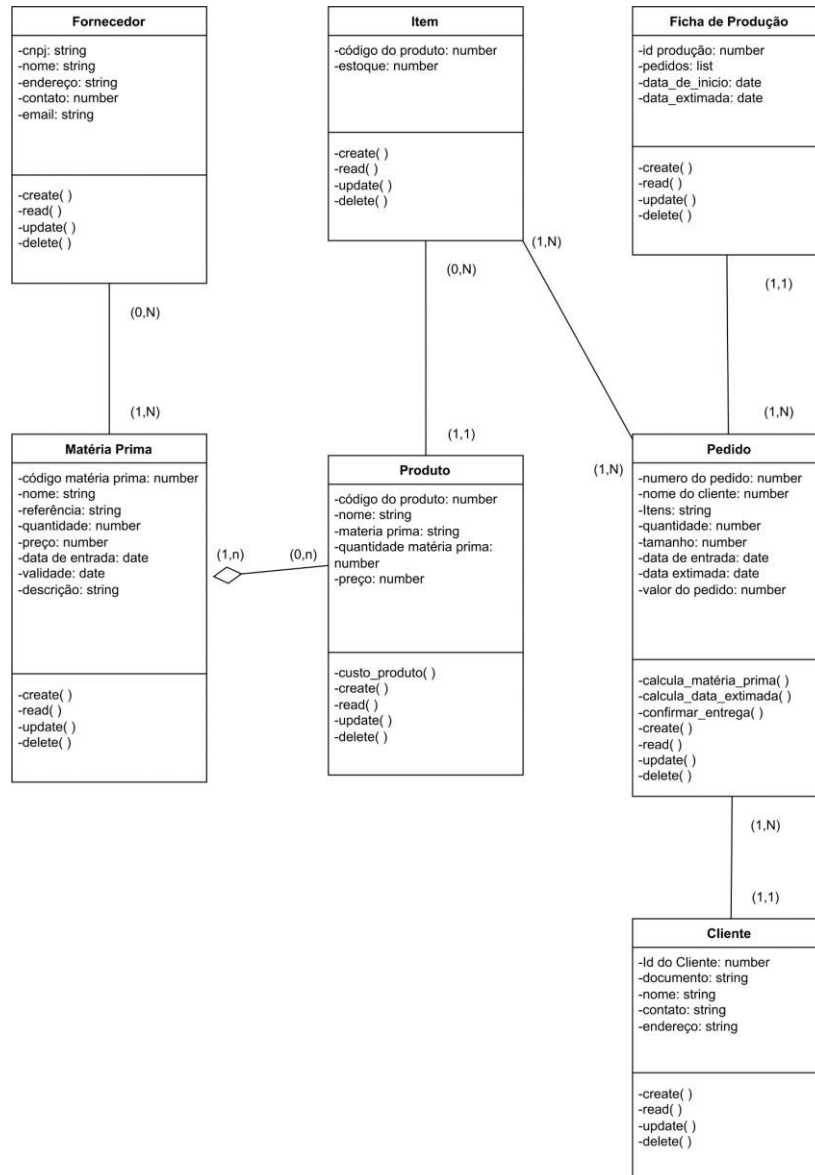 Fornecedor
-cnpj: string
-nome: string
-endereço: string
-contato: number
-email: string
-create( )
-read( )
-update( )
-delete( )
Item
-código do produto: number
-estoque: number
-create( )
-read( )
-update( )
-delete( )
Ficha de Produção
-id produção: number
-pedidos: list
-data_de_inicio: date
-data_extimada: date
-create( )
-read( )
-update( )
-delete( )
(0,N)
(1,N)
(0,N)
(1,1)
(1,N)
(1,N)
(1,1)
(1,N)
Matéria Prima
-código matéria prima: number
-nome: string
-referência: string
-quantidade: number
-preço: number
-data de entrada: date
-validade: date
-descrição: string
-create( )
-read( )
-update( )
-delete( )
(1,n)
(0,n)
Produto
-código do produto: number
-nome: string
-materia prima: string
-quantidade matéria prima:
number
-preço: number
-custo_produto( )
-create( )
-read( )
-update( )
-delete( )
Pedido
-numero do pedido: number
-nome do cliente: number
-Itens: string
-quantidade: number
-tamanho: number
-data de entrada: date
-data extimada: date
-valor do pedido: number
-calcula_matéria_prima( )
-calcula_data_extimada( )
-confirmar_entrega( )
-create( )
-read( )
-update( )
-delete( )
(1,N)
(1,1)
Cliente
-Id do Cliente: number
-documento: string
-nome: string
-contato: string
-endereço: string
-create( )
-read( )
-update( )
-delete( )